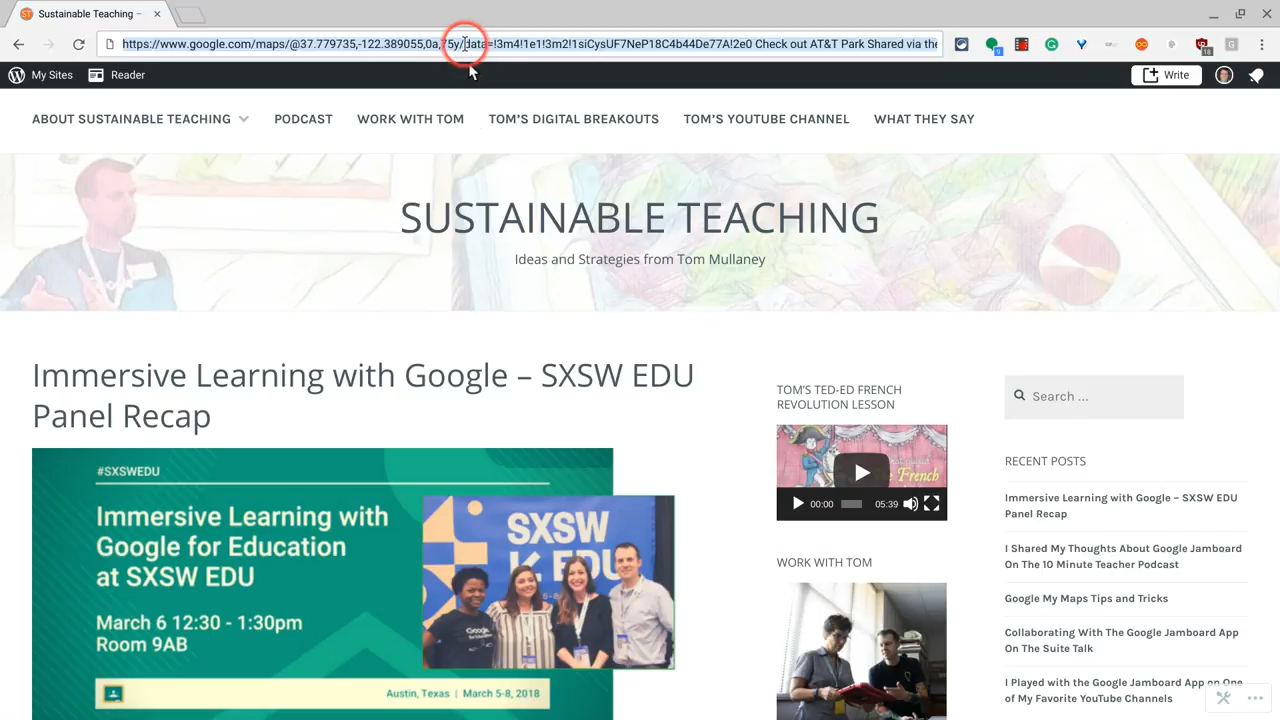 Sustainable Teaching –
https://www.google.com/maps/@37.779735,-122.389055,0a,75y/data=!3m4!1e1!3m2!1siCysUF7NeP18C4b44De77A!2e0 Check out AT&T Park Shared via the
My Sites
Reader
Write
ABOUT SUSTAINABLE TEACHING
PODCAST
WORK WITH TOM
TOM'S DIGITAL BREAKOUTS
TOM'S YOUTUBE CHANNEL
WHAT THEY SAY
SUSTAINABLE TEACHING
Ideas and Strategies from Tom Mullaney
Immersive Learning with Google – SXSW EDU
Panel Recap
#SXSWEDU
Immersive Learning with
Google for Education
at SXSW EDU
March 6 12:30 - 1:30pm
Room 9AB
Austin, Texas | March 5-8, 2018
SXSW
EDU
Google
TOM'S TED-ED FRENCH
REVOLUTION LESSON
French
00:00
05:39
WORK WITH TOM
Search ...
RECENT POSTS
Immersive Learning with Google – SXSW EDU
Panel Recap
I Shared My Thoughts About Google Jamboard
On The 10 Minute Teacher Podcast
Google My Maps Tips and Tricks
Collaborating With The Google Jamboard App
On The Suite Talk
I Played with the Google Jamboard App on One
of My Favorite YouTube Channels